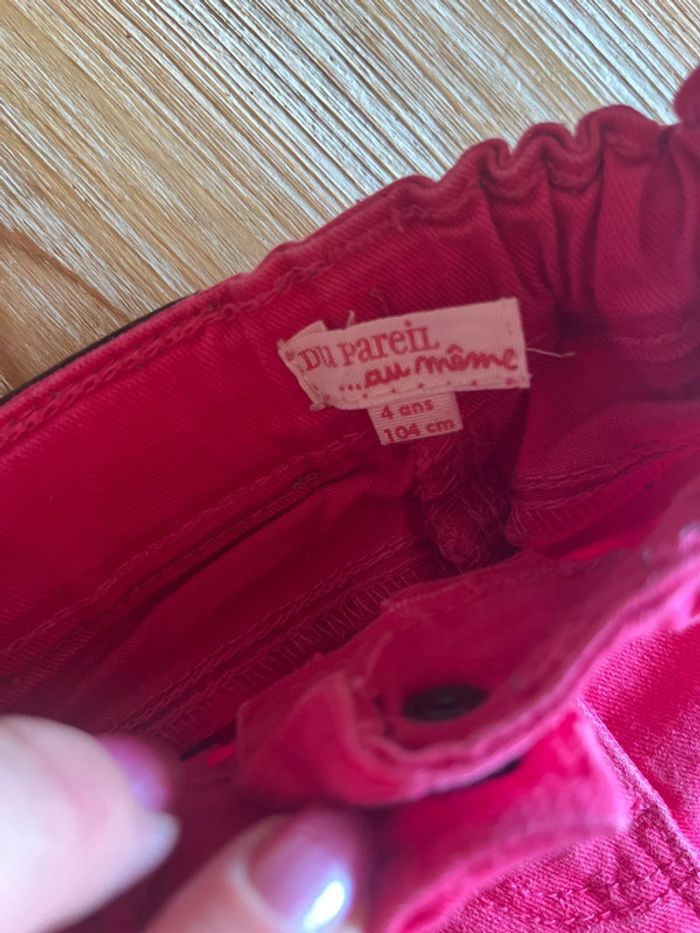 DU PAREIL
...au même
4 ans
104 cm